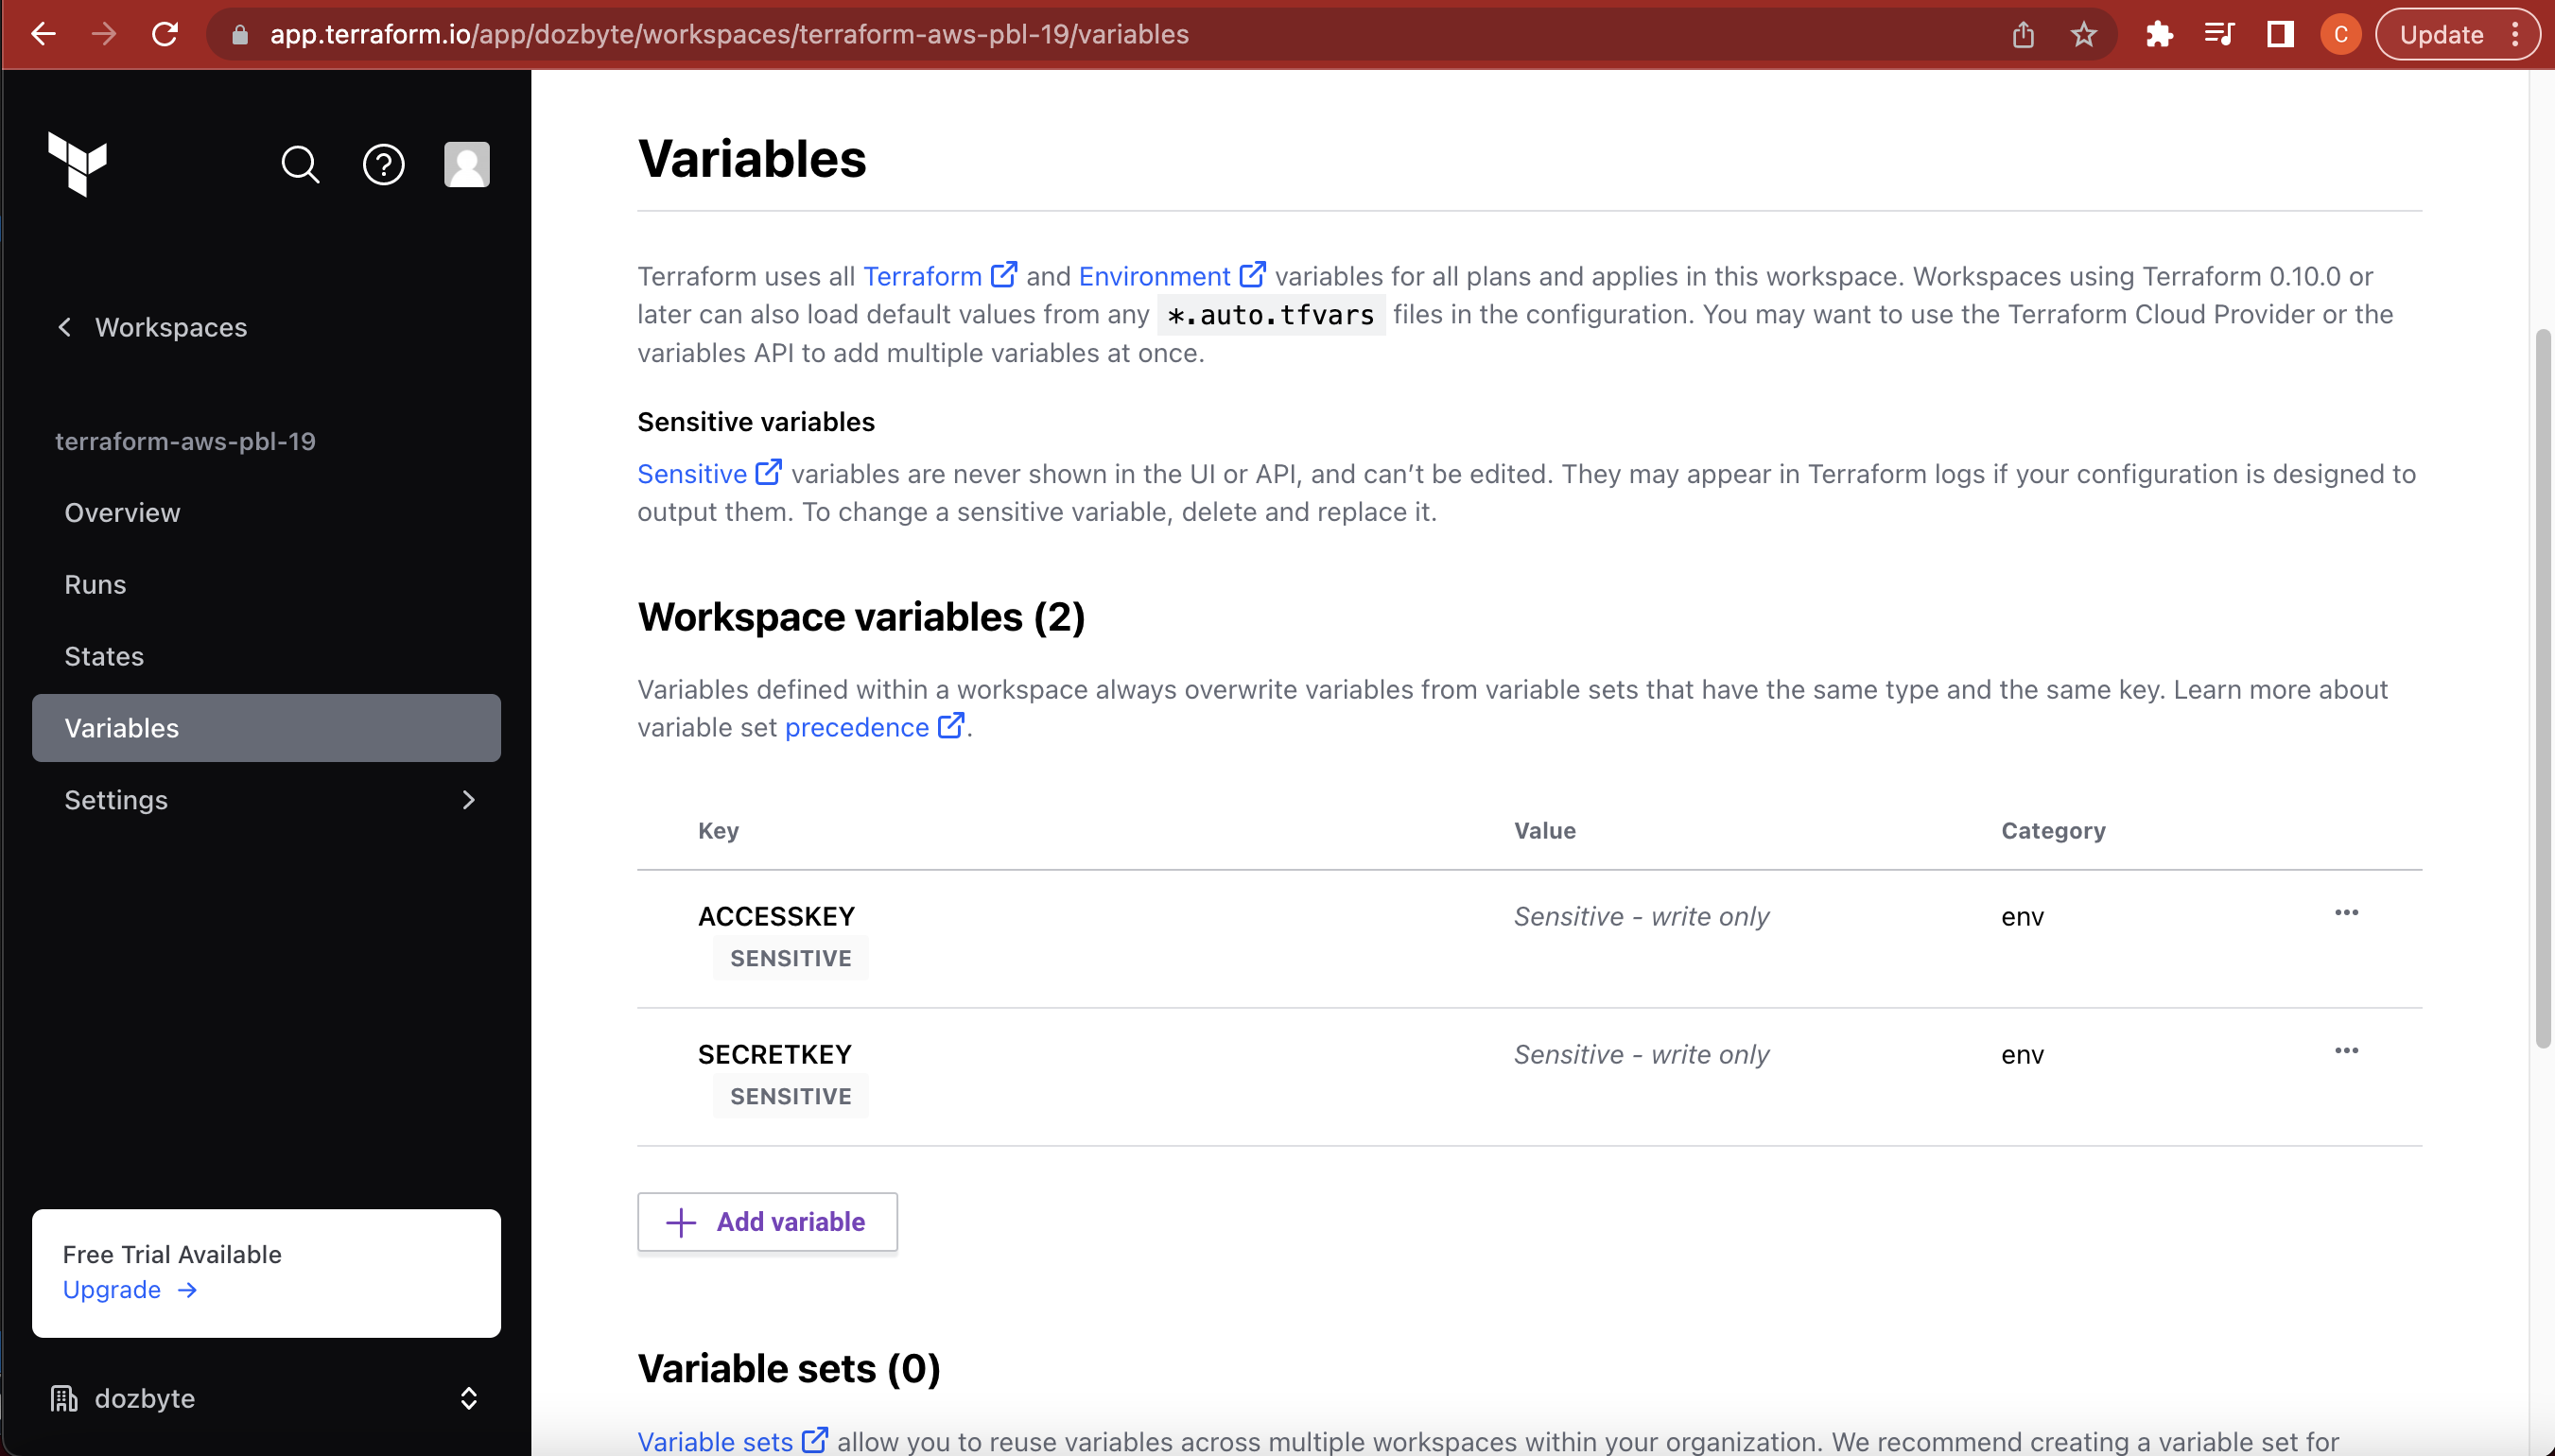 app.terraform.io/app/dozbyte/workspaces/terraform-aws-pbl-19/variables
C
Update
Workspaces
terraform-aws-pbl-19
Overview
Runs
States
Variables
Settings
Free Trial Available
Upgrade →
dozbyte
Variables
Terraform uses all Terraform and Environment variables for all plans and applies in this workspace. Workspaces using Terraform 0.10.0 or
later can also load default values from any *.auto.tfvars files in the configuration. You may want to use the Terraform Cloud Provider or the
variables API to add multiple variables at once.
Sensitive variables
Sensitive variables are never shown in the UI or API, and can’t be edited. They may appear in Terraform logs if your configuration is designed to
output them. To change a sensitive variable, delete and replace it.
Workspace variables (2)
Variables defined within a workspace always overwrite variables from variable sets that have the same type and the same key. Learn more about
variable set precedence .
Key Value Category
ACCESSKEY Sensitive - write only env
SENSITIVE
SECRETKEY Sensitive - write only env
SENSITIVE
+ Add variable
Variable sets (0)
Variable sets allow you to reuse variables across multiple workspaces within your organization. We recommend creating a variable set for